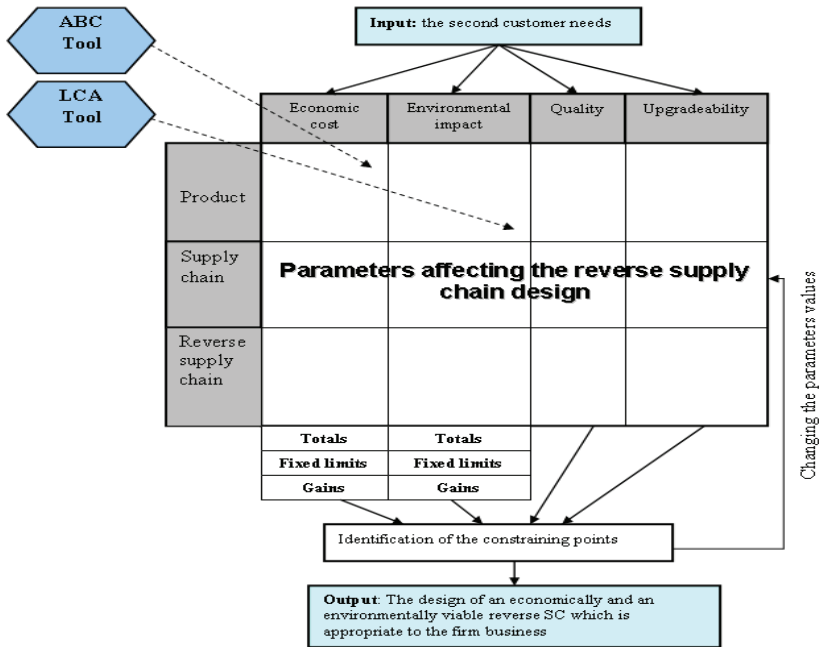 ABC
Tool
LCA
Tool
Input: the second customer needs
Economic
cost
Environmental
impact
Quality
Upgradeability
Product
Supply
chain
Reverse
supply
chain
Parameters affecting the reverse supply
chain design
Totals
Totals
Fixed limits
Fixed limits
Gains
Gains
Changing the parameters values
Identification of the constraining points
Output: The design of an economically and an
environmentally viable reverse SC which is
appropriate to the firm business